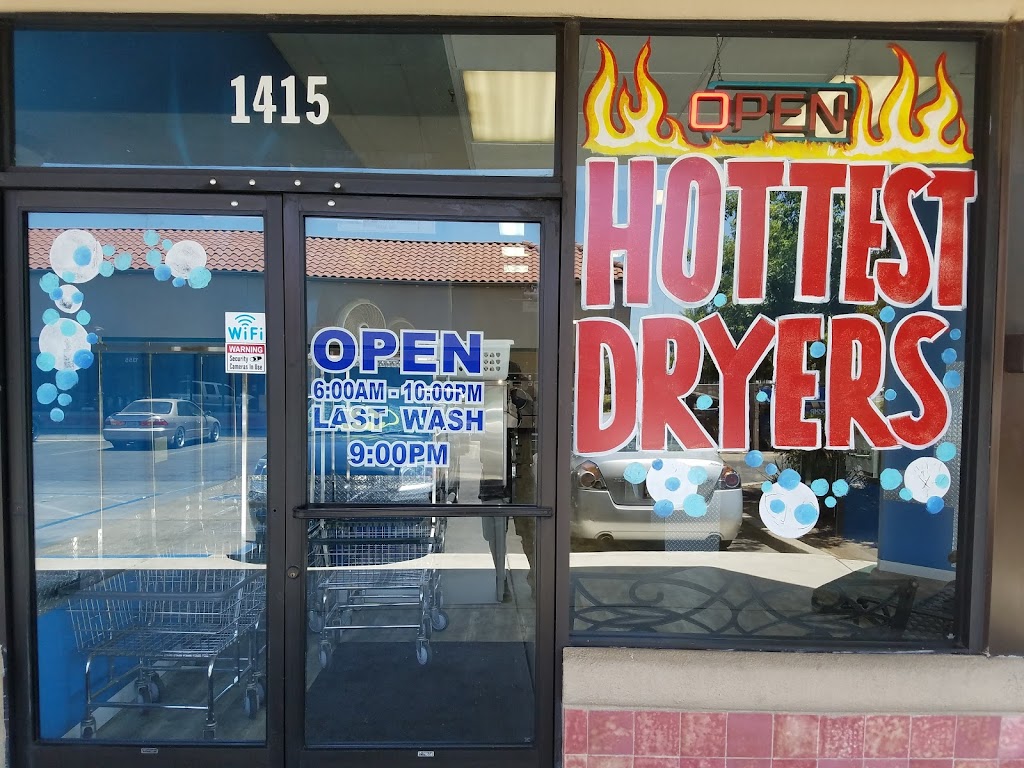 1415
OPEN
HOTTEST
DRYERS
WiFi
WARNING
Security
Cameras In Use
OPEN
6:00AM - 10:00PM
LAST WASH
9:00PM